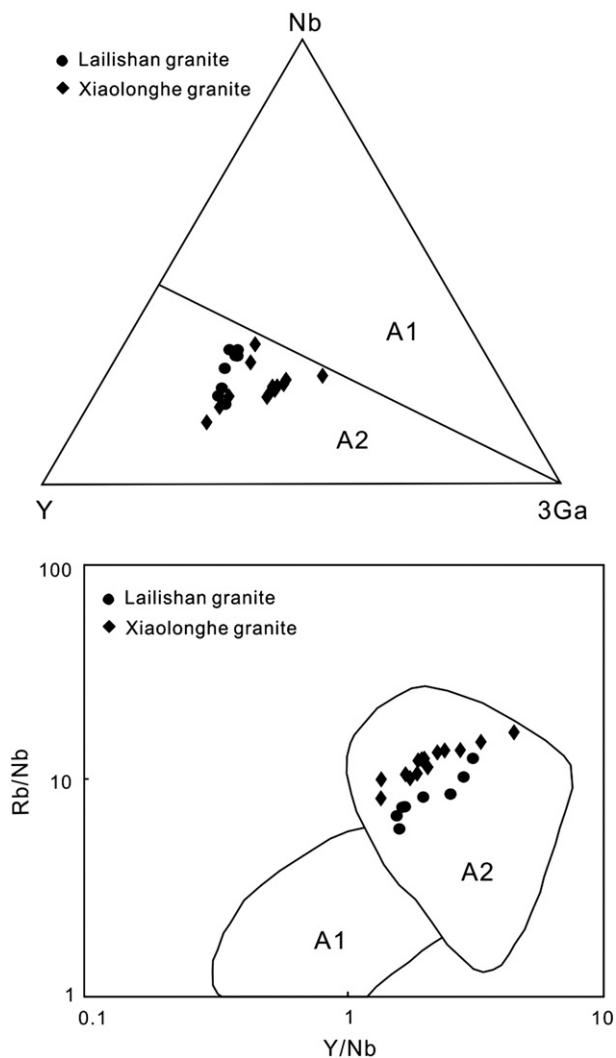 Nb
Lailishan granite
Xiaolonghe granite
A1
A2
Y
3Ga
100
Lailishan granite
Xiaolonghe granite
Rb/Nb
10
A2
A1
1
0.1
1
10
Y/Nb